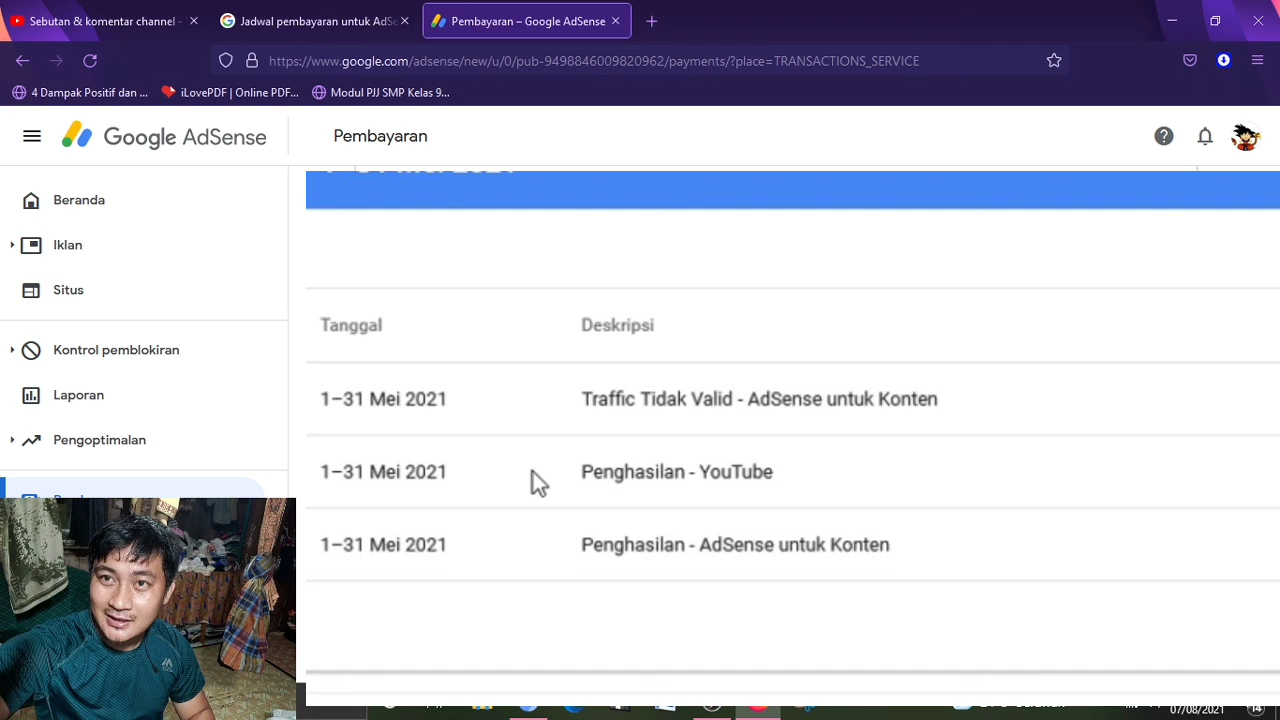 Sebutan & komentar channel -
Jadwal pembayaran untuk AdSe
Pembayaran – Google AdSense
https://www.google.com/adsense/new/u/0/pub-9498846009820962/payments/?place=TRANSACTIONS_SERVICE
4 Dampak Positif dan ...
iLovePDF | Online PDF...
Modul PJJ SMP Kelas 9...
Google AdSense
Pembayaran
Beranda
Iklan
Situs
Kontrol pemblokiran
Laporan
Pengoptimalan
Tanggal
Deskripsi
1–31 Mei 2021
Traffic Tidak Valid - AdSense untuk Konten
1–31 Mei 2021
Penghasilan - YouTube
1–31 Mei 2021
Penghasilan - AdSense untuk Konten
07/08/2021
14